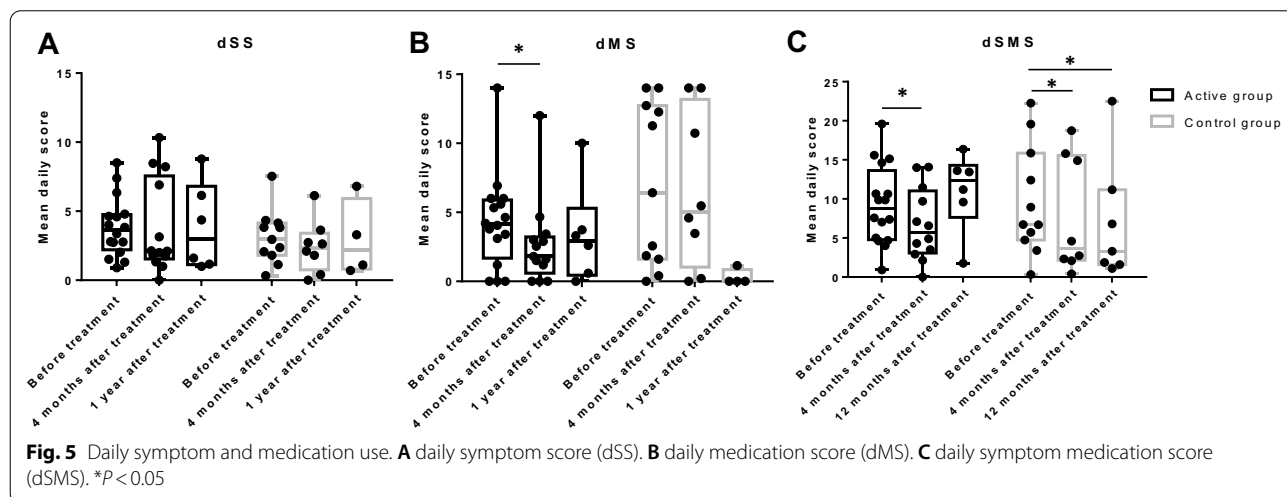 A
dSS
Mean daily score
15
10
5
0
Before treatment
4 months after treatment
1 year after treatment
Before treatment
4 months after treatment
1 year after treatment
B
dMS
*
Mean daily score
15
10
5
0
Before treatment
4 months after treatment
1 year after treatment
Before treatment
4 months after treatment
1 year after treatment
C
dSMS
*
*
*
Mean daily score
25
20
15
10
5
0
Before treatment
4 months after treatment
12 months after treatment
Before treatment
4 months after treatment
12 months after treatment
Active group
Control group
Fig. 5 Daily symptom and medication use. A daily symptom score (dSS). B daily medication score (dMS). C daily symptom medication score
(dSMS). *P < 0.05